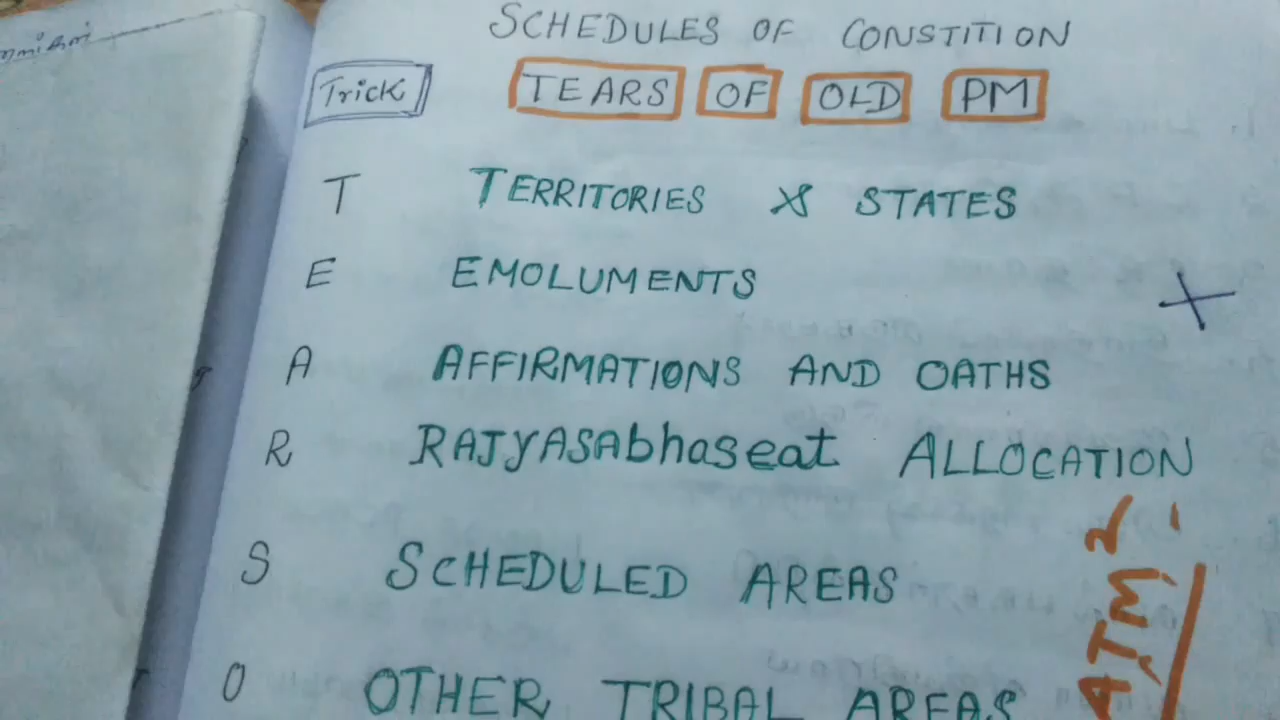 SCHEDULES OF CONSTITION
Trick TEARS OF OLD PM
T TERRITORIES & STATES
E EMOLUMENTS
A AFFIRMATIONS AND OATHS
R RAJYASAbhaseat ALLOCATION
S SCHEDULED AREAS
O OTHER TRIBAL AREAS
ATM2